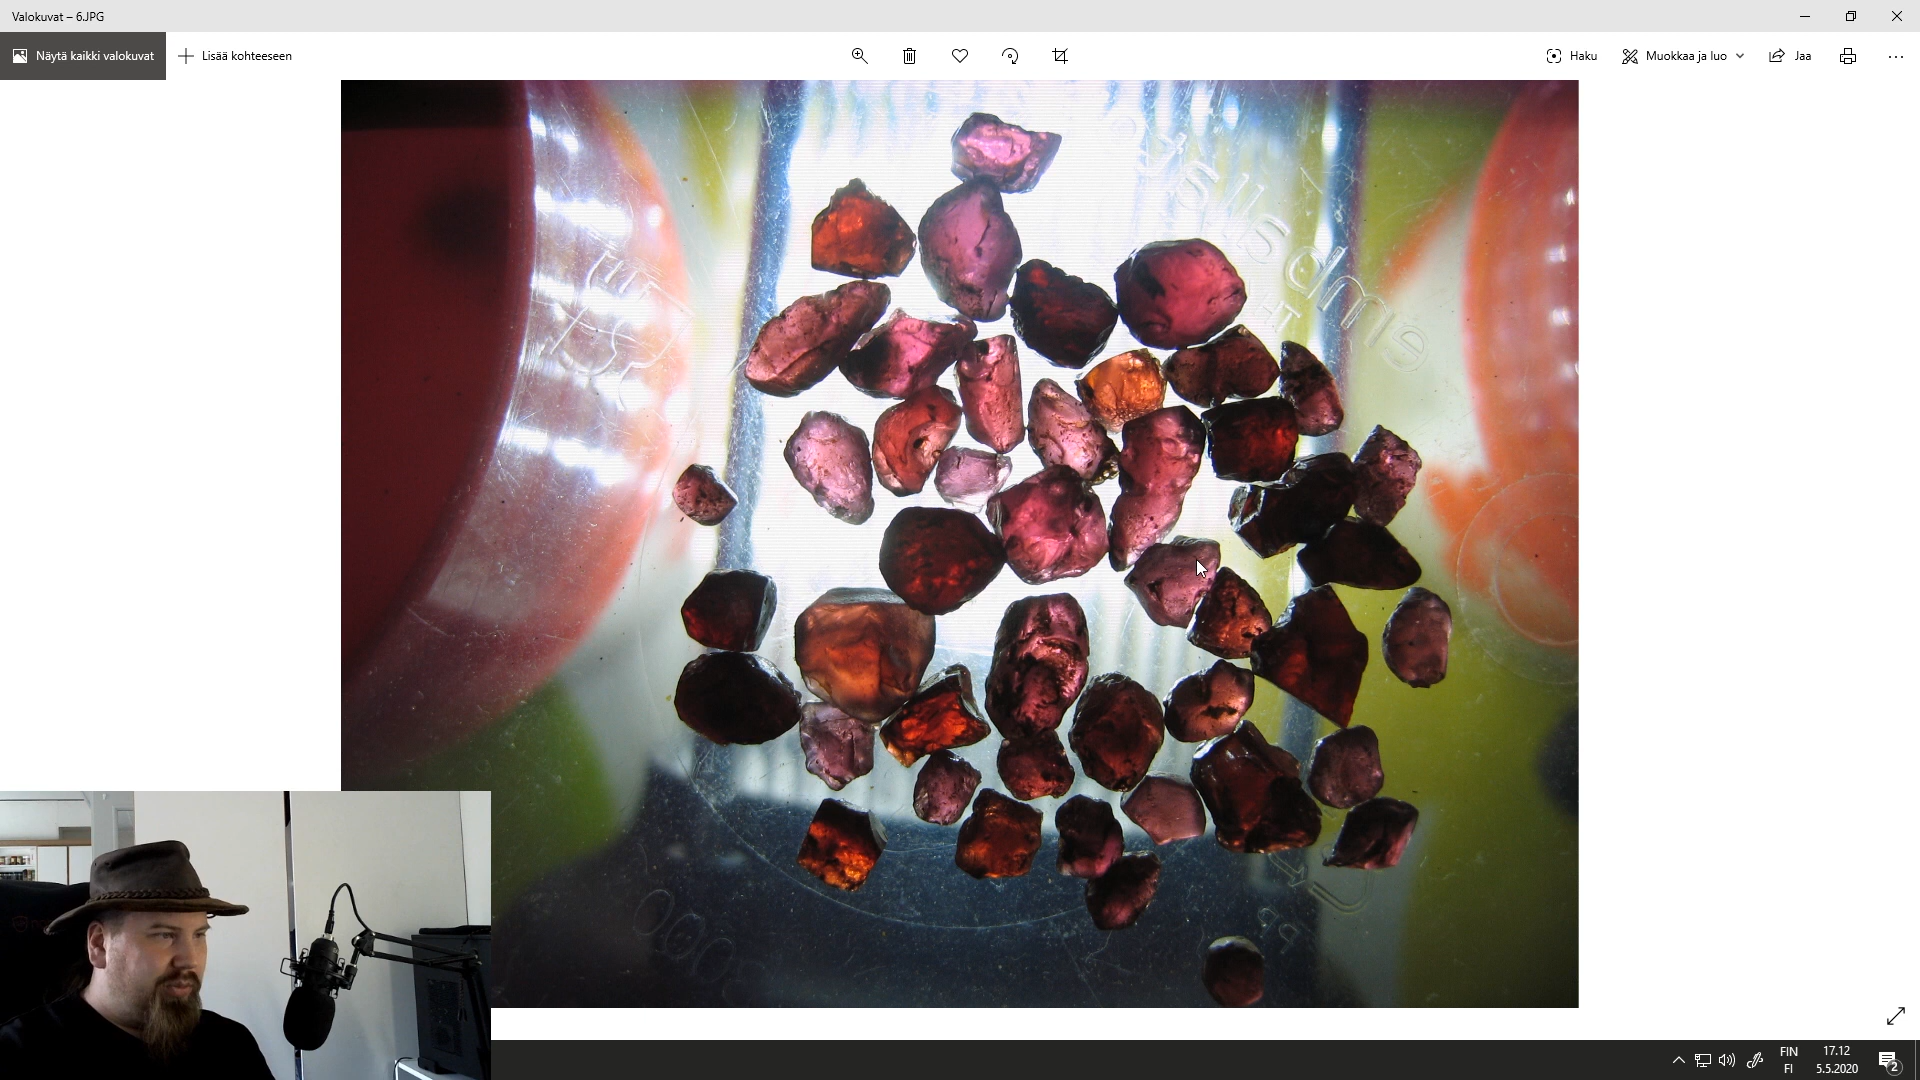 Valokuvat – 6.JPG
Näytä kaikki valokuvat
Lisää kohteeseen
Haku
Muokkaa ja luo
Jaa
FIN
FI
17.12
5.5.2020
2